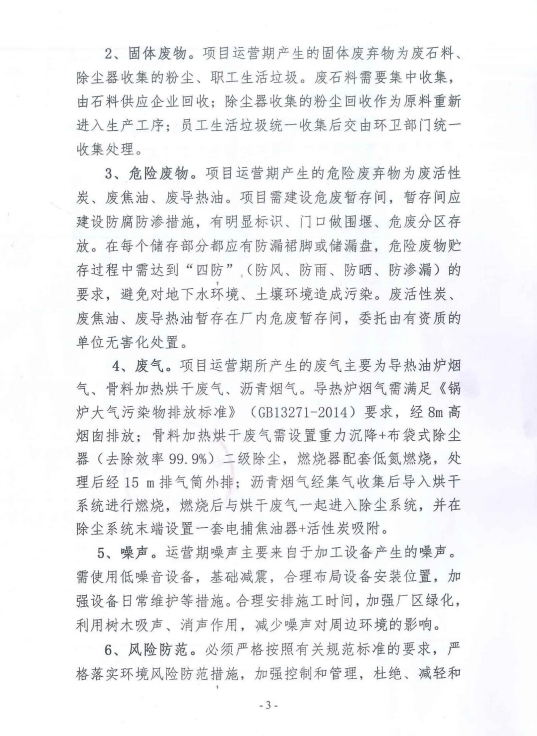 2、固体废物。项目运营期产生的固体废弃物为废石料、
除尘器收集的粉尘、职工生活垃圾。废石料需要集中收集，
由石料供应企业回收；除尘器收集的粉尘回收作为原料重新
进入生产工序；员工生活垃圾统一收集后交由环卫部门统一
收集处理。
3、危险废物。项目运营期产生的危险废弃物为废活性
炭、废焦油、废导热油。项目需建设危废暂存间，暂存间应
建设防腐防渗措施，有明显标识、门口做围堰、危废分区存
放。在每个储存部分都应有防漏裙脚或储漏盘，危险废物贮
存过程中需达到“四防”（防风、防雨、防晒、防渗漏）的
要求，避免对地下水环境、土壤环境造成污染。废活性炭、
废焦油、废导热油暂存在厂内危废暂存间，委托由有资质的
单位无害化处置。
4、废气。项目运营期所产生的废气主要为导热油炉烟
气、骨料加热烘干废气、沥青烟气。导热炉烟气需满足《锅
炉大气污染物排放标准》（GB13271-2014）要求，经8m高
烟囱排放；骨料加热烘干废气需设置重力沉降+布袋式除尘
器（去除效率99.9%）二级除尘，燃烧器配套低氮燃烧，处
理后经15 m排气筒外排；沥青烟气经集气收集后导入烘干
系统进行燃烧，燃烧后与烘干废气一起进入除尘系统，并在
除尘系统末端设置一套电捕焦油器+活性炭吸附。
5、噪声。运营期噪声主要来自于加工设备产生的噪声。
需使用低噪音设备，基础减震，合理布局设备安装位置，加
强设备日常维护等措施。合理安排施工时间，加强厂区绿化，
利用树木吸声、消声作用，减少噪声对周边环境的影响。
6、风险防范。必须严格按照有关规范标准的要求，严
格落实环境风险防范措施，加强控制和管理，杜绝、减轻和
- 3 -